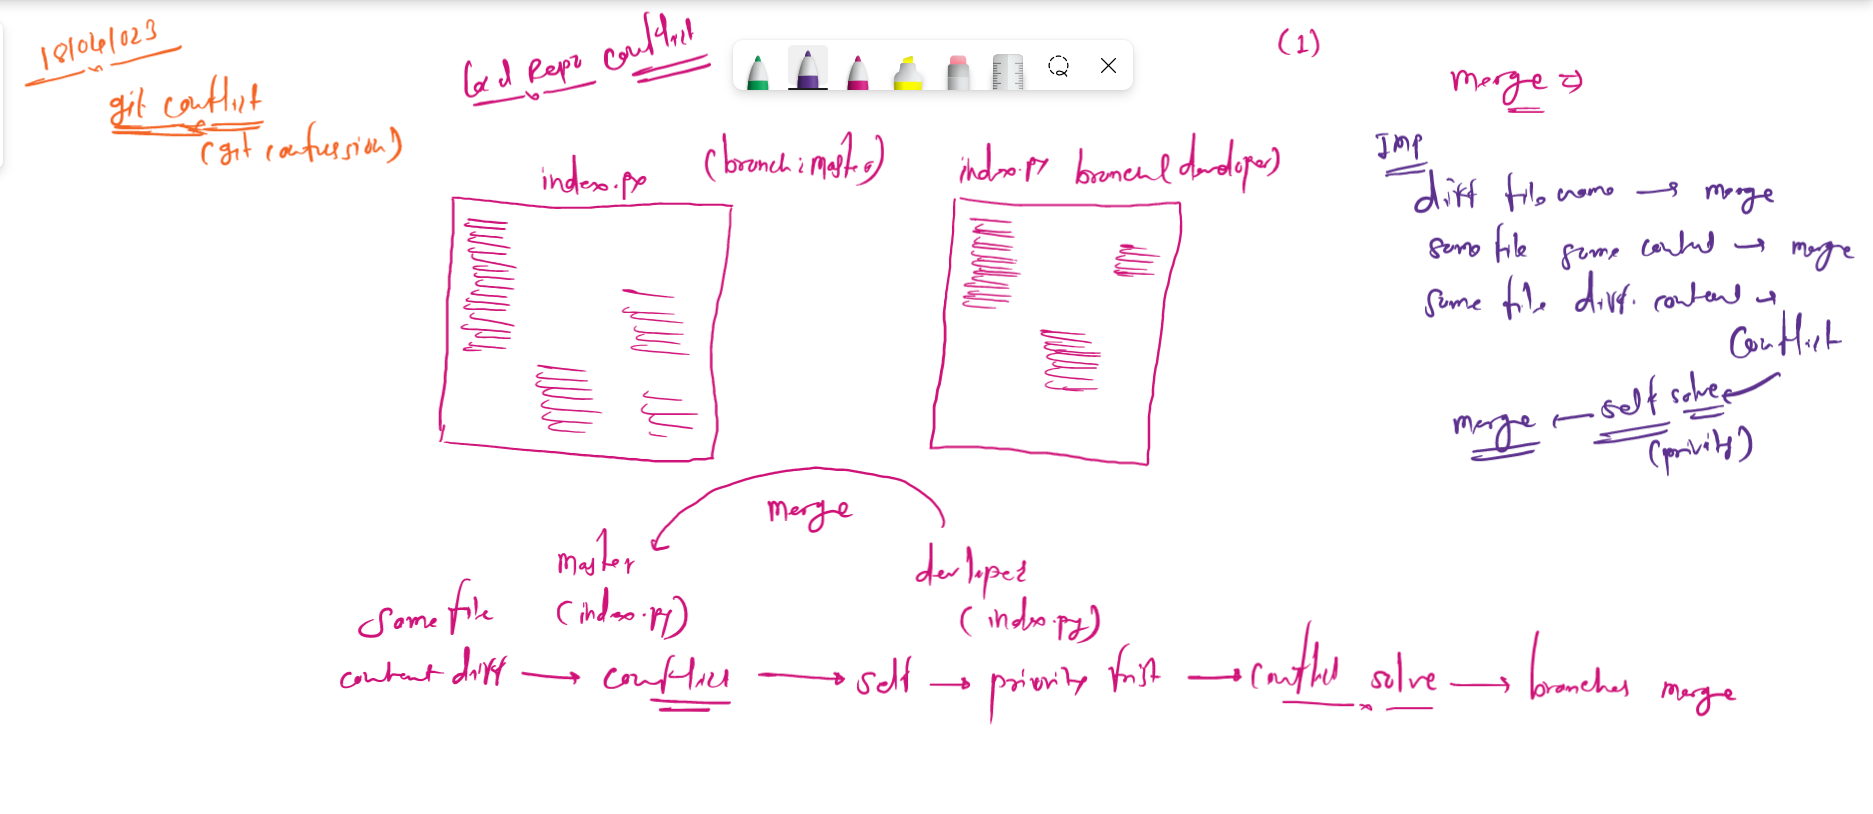 18/04/023
git conflict
(git confussion)
Local Repo conflict
(1)
merge ⇒
index.py (branch: master)
index.py branch (developer)
Imp
diff file name → merge
same file same content → merge
same file diff. content →
conflict
merge ← self solve
merge
master
(index.py)
developer
(index.py)
same file
content diff → conflict → self → priority first → conflict solve → branches merge